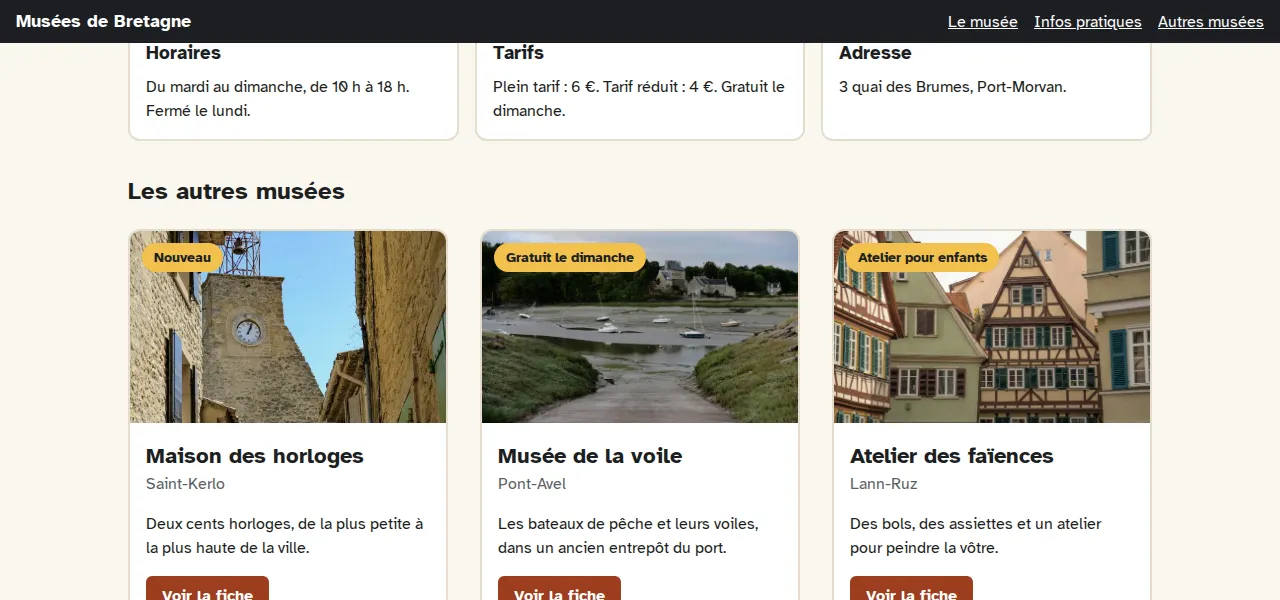 Musées de Bretagne
Le musée Infos pratiques Autres musées
Horaires
Du mardi au dimanche, de 10 h à 18 h.
Fermé le lundi.
Tarifs
Plein tarif : 6 €. Tarif réduit : 4 €. Gratuit le
dimanche.
Adresse
3 quai des Brumes, Port-Morvan.
Les autres musées
Nouveau
Maison des horloges
Saint-Kerlo
Deux cents horloges, de la plus petite à
la plus haute de la ville.
Voir la fiche
Gratuit le dimanche
Musée de la voile
Pont-Avel
Les bateaux de pêche et leurs voiles,
dans un ancien entrepôt du port.
Voir la fiche
Atelier pour enfants
Atelier des faïences
Lann-Ruz
Des bols, des assiettes et un atelier
pour peindre la vôtre.
Voir la fiche